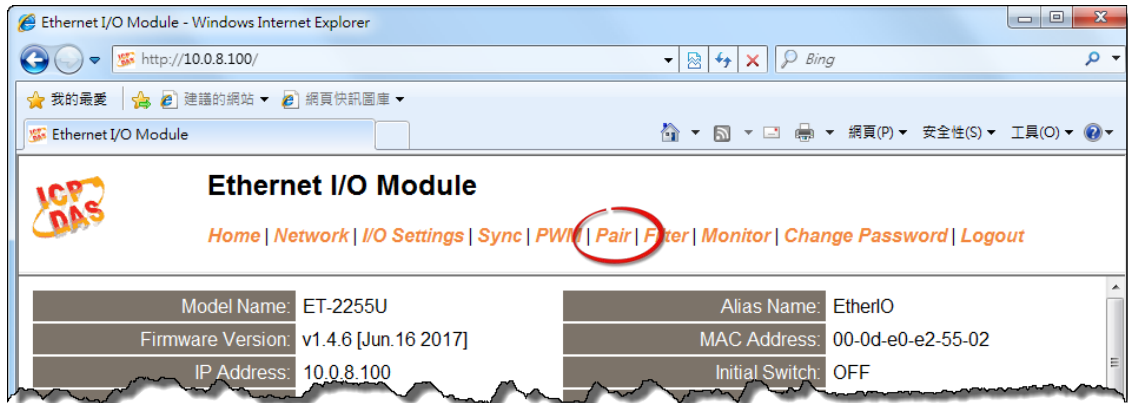 Ethernet I/O Module - Windows Internet Explorer
http://10.0.8.100/ Bing
我的最愛 建議的網站 網頁快訊圖庫
Ethernet I/O Module 網頁(P) 安全性(S) 工具(O)
ICP DAS
Ethernet I/O Module
Home | Network | I/O Settings | Sync | PWM | Pair | Filter | Monitor | Change Password | Logout
Model Name: ET-2255U Alias Name: EtherIO
Firmware Version: v1.4.6 [Jun.16 2017] MAC Address: 00-0d-e0-e2-55-02
IP Address: 10.0.8.100 Initial Switch: OFF